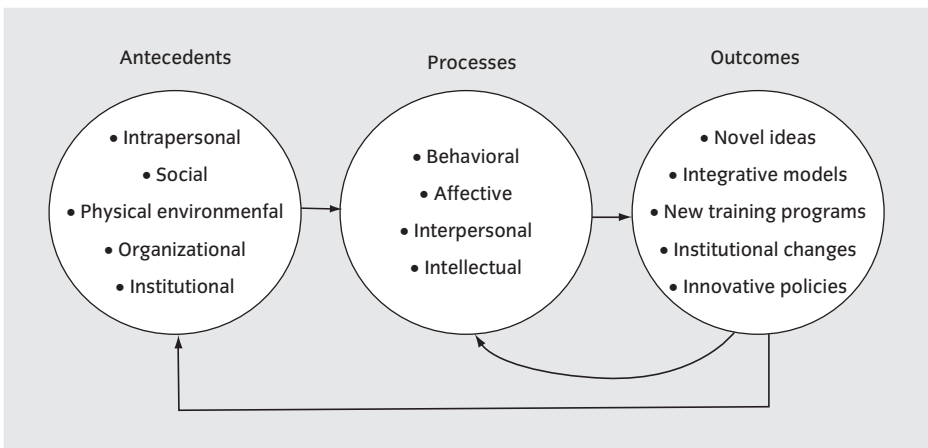 Antecedents
• Intrapersonal
• Social
• Physical environmenfal
• Organizational
• Institutional
Processes
• Behavioral
• Affective
• Interpersonal
• Intellectual
Outcomes
• Novel ideas
• Integrative models
• New training programs
• Institutional changes
• Innovative policies